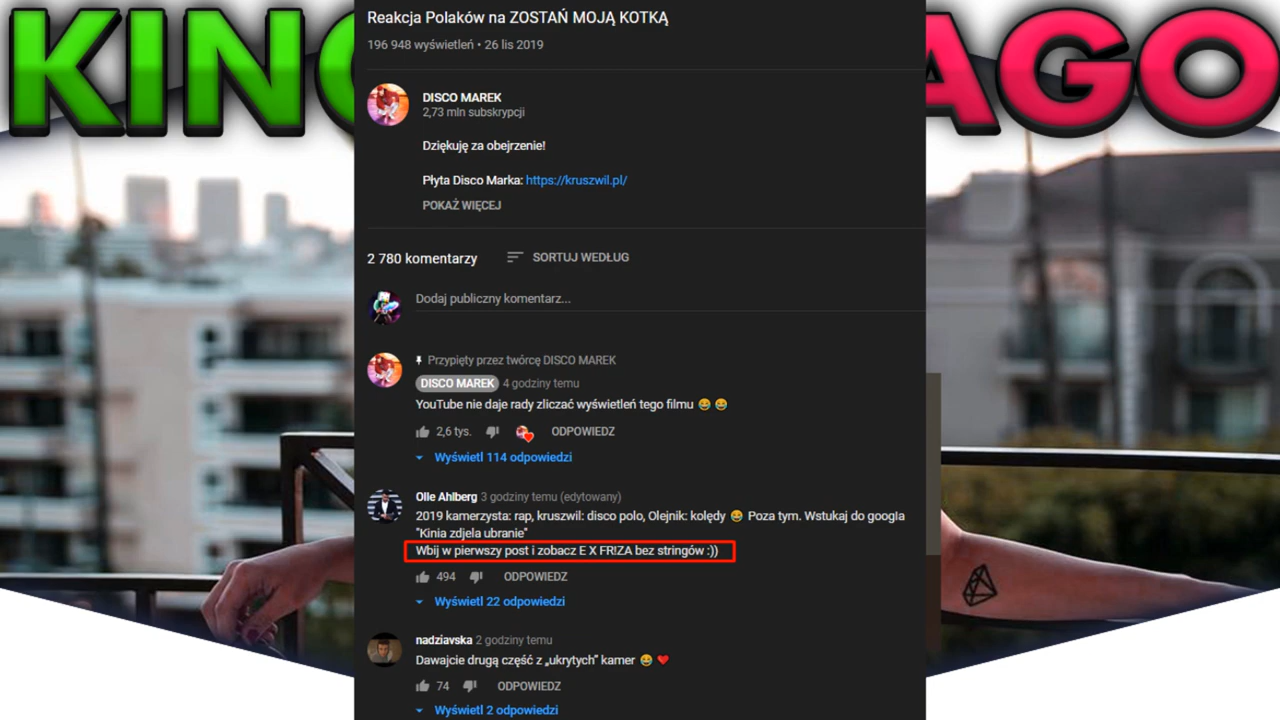 KING
AGO
Reakcja Polaków na ZOSTAŃ MOJĄ KOTKĄ
196 948 wyświetleń • 26 lis 2019
DISCO MAREK
2,73 mln subskrypcji
Dziękuję za obejrzenie!
Płyta Disco Marka: https://kruszwil.pl/
POKAŻ WIĘCEJ
2 780 komentarzy
SORTUJ WEDŁUG
Dodaj publiczny komentarz...
Przypięty przez twórcę DISCO MAREK
DISCO MAREK 4 godziny temu
YouTube nie daje rady zliczać wyświetleń tego filmu 😂 😂
2,6 tys. ODPOWIEDZ
Wyświetl 114 odpowiedzi
Olle Ahlberg 3 godziny temu (edytowany)
2019 kamerzysta: rap, kruszwil: disco polo, Olejnik: kolędy 😂 Poza tym. Wstukaj do googla
"Kinia zdjela ubranie"
Wbij w pierwszy post i zobacz E X FR!ZA bez stringów :))
494 ODPOWIEDZ
Wyświetl 22 odpowiedzi
nadziavska 2 godziny temu
Dawajcie drugą część z „ukrytych” kamer 😂 ❤️
74 ODPOWIEDZ
Wyświetl 2 odpowiedzi